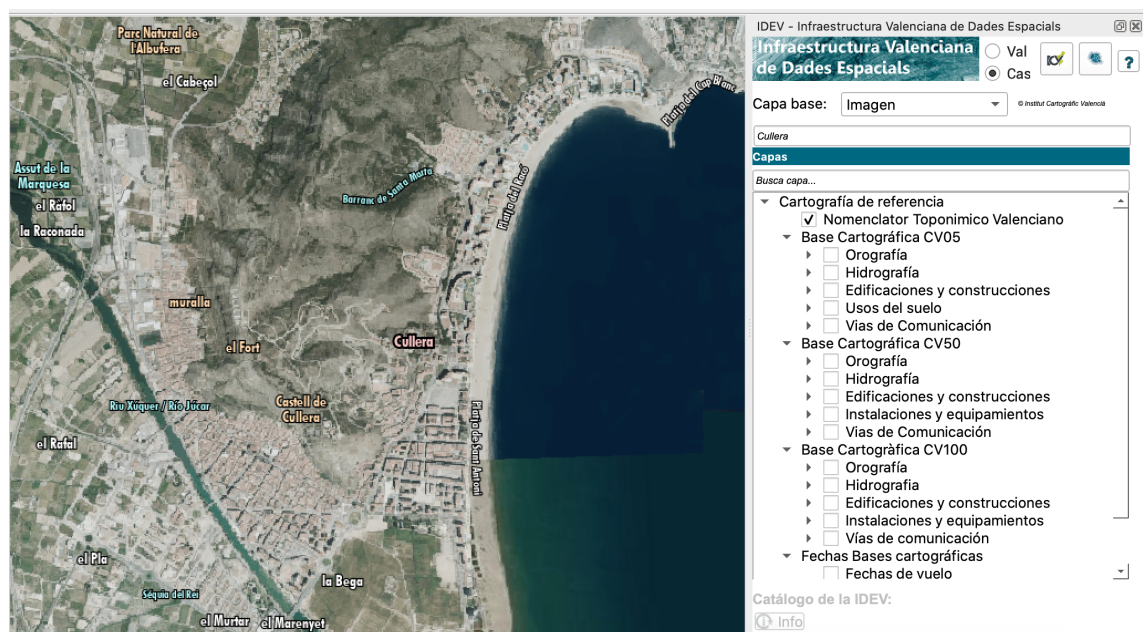 Parc Natural de
l'Albufera
el Cabeçol
Platja del Cap Blanc
Assut de la
Marquesa
Barranc de Santa Marta
Platja del Racó
el Ràfol
la Raconada
muralla
el Fort
Cullera
Castell de
Cullera
Riu Xúquer / Río Júcar
Platja de Sant Antoni
el Rafal
el Pla
la Bega
Séquia del Rei
el Murtar
el Marenyet
IDEV - Infraestructura Valenciana de Dades Espacials
Infraestructura Valenciana
de Dades Espacials
Val
Cas
?
Capa base:
Imagen
© Institut Cartogràfic Valencià
Cullera
Capas
Busca capa...
Cartografía de referencia
Nomenclator Toponimico Valenciano
Base Cartográfica CV05
Orografía
Hidrografía
Edificaciones y construcciones
Usos del suelo
Vias de Comunicación
Base Cartográfica CV50
Orografía
Hidrografía
Edificaciones y construcciones
Instalaciones y equipamientos
Vias de Comunicación
Base Cartogràfica CV100
Orografía
Hidrografia
Edificaciones y construcciones
Instalaciones y equipamientos
Vías de comunicación
Fechas Bases cartográficas
Fechas de vuelo
Catálogo de la IDEV:
Info